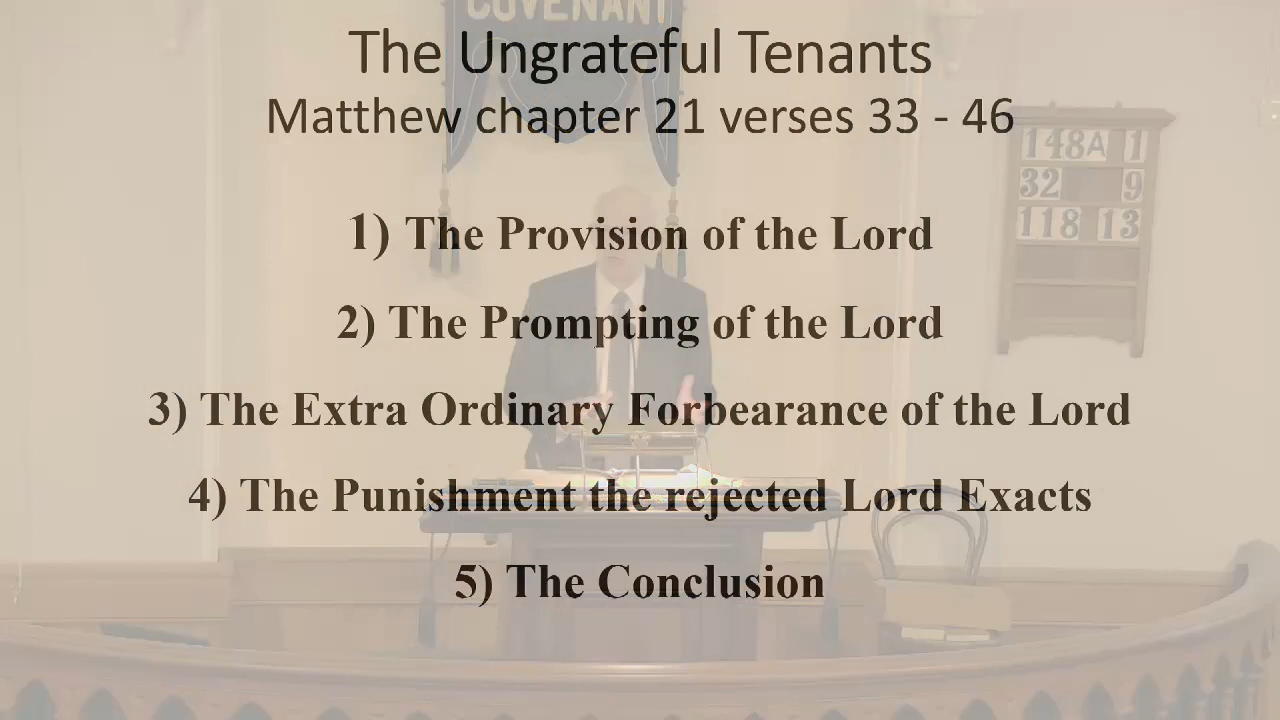 COVENANT
The Ungrateful Tenants
Matthew chapter 21 verses 33 - 46
148A 1
32 9
118 13
1) The Provision of the Lord
2) The Prompting of the Lord
3) The Extra Ordinary Forbearance of the Lord
4) The Punishment the rejected Lord Exacts
5) The Conclusion